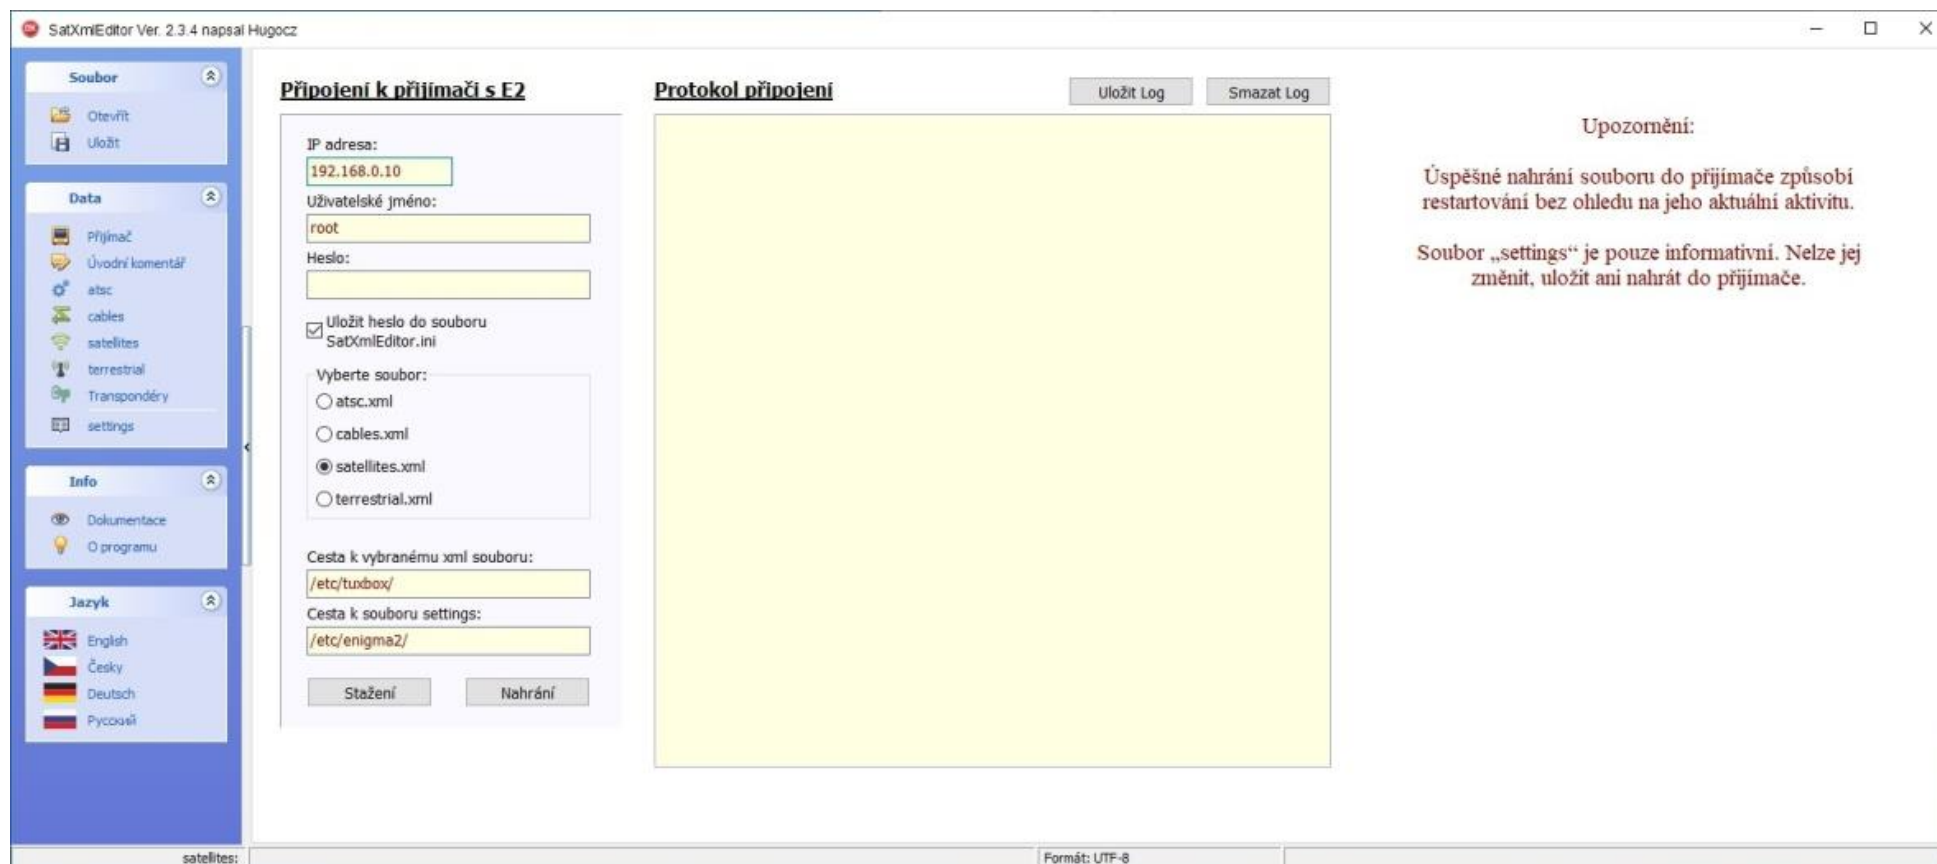 SatXmlEditor Ver. 2.3.4 napsal Hugocz
Soubor
Otevřít
Uložit
Data
Přijímač
Úvodní komentář
atsc
cables
satellites
terrestrial
Transpondéry
settings
Info
Dokumentace
O programu
Jazyk
English
Česky
Deutsch
Русский
Připojení k přijímači s E2
IP adresa:
192.168.0.10
Uživatelské jméno:
root
Heslo:
Uložit heslo do souboru
SatXmlEditor.ini
Vyberte soubor:
atsc.xml
cables.xml
satellites.xml
terrestrial.xml
Cesta k vybranému xml souboru:
/etc/tuxbox/
Cesta k souboru settings:
/etc/enigma2/
Stažení
Nahrání
Protokol připojení
Uložit Log
Smazat Log
Upozornění:
Úspěšné nahrání souboru do přijímače způsobí
restartování bez ohledu na jeho aktuální aktivitu.
Soubor „settings“ je pouze informativní. Nelze jej
změnit, uložit ani nahrát do přijímače.
satellites:
Formát: UTF-8